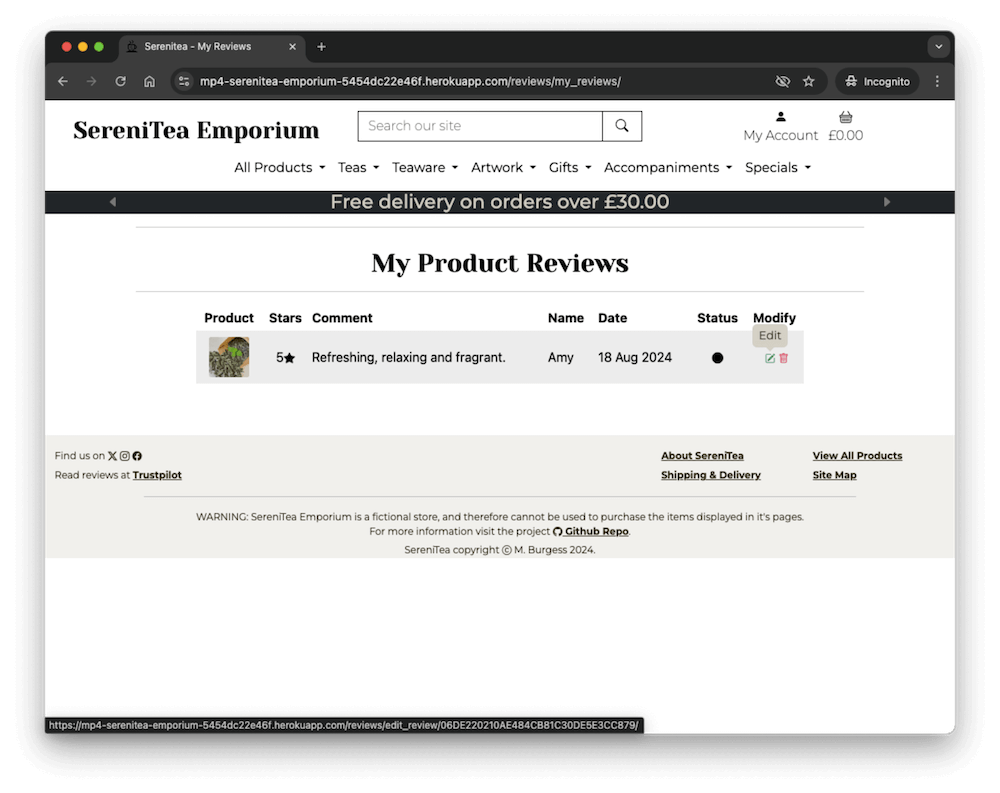 Serenitea - My Reviews
mp4-serenitea-emporium-5454dc22e46f.herokuapp.com/reviews/my_reviews/
Incognito
SereniTea Emporium
Search our site
My Account £0.00
All Products Teas Teaware Artwork Gifts Accompaniments Specials
Free delivery on orders over £30.00
My Product Reviews
Product Stars Comment Name Date Status Modify
Edit
5★ Refreshing, relaxing and fragrant. Amy 18 Aug 2024
Find us on
Read reviews at Trustpilot
About SereniTea View All Products
Shipping & Delivery Site Map
WARNING: SereniTea Emporium is a fictional store, and therefore cannot be used to purchase the items displayed in it's pages.
For more information visit the project Github Repo.
SereniTea copyright © M. Burgess 2024.
https://mp4-serenitea-emporium-5454dc22e46f.herokuapp.com/reviews/edit_review/06DE220210AE484CB81C30DE5E3CC879/